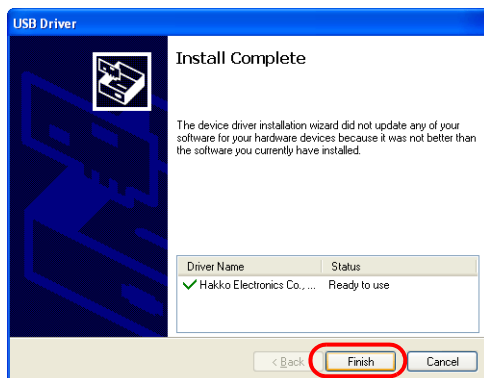 USB Driver
Install Complete
The device driver installation wizard did not update any of your
software for your hardware devices because it was not better than
the software you currently have installed.
Driver Name Status
Hakko Electronics Co., ... Ready to use
< Back Finish Cancel